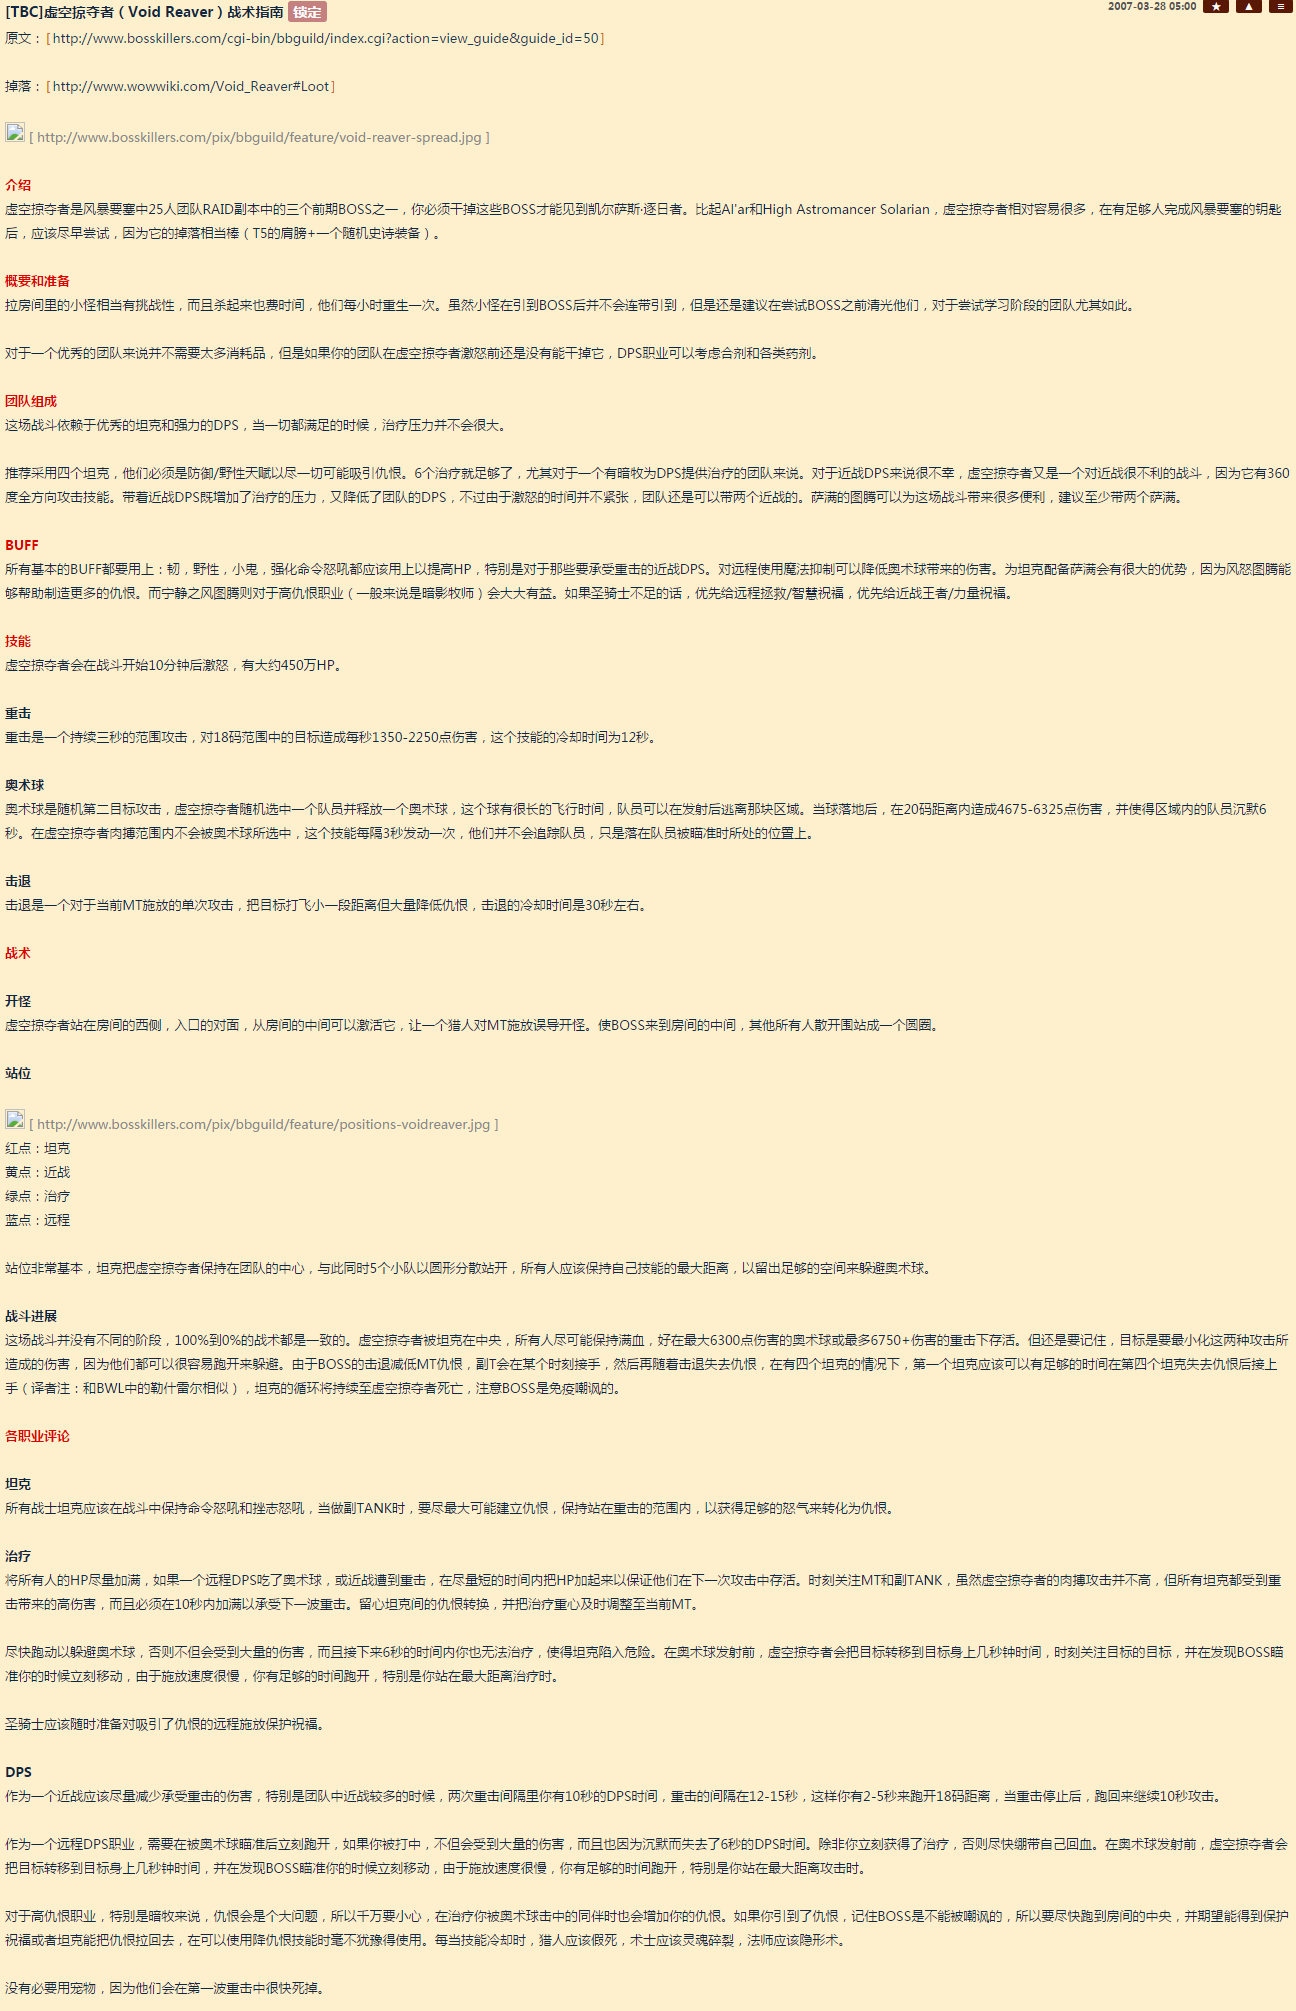 [TBC]虚空掠夺者（Void Reaver）战术指南 锁定
2007-03-28 05:00
原文：[http://www.bosskillers.com/cgi-bin/bbguild/index.cgi?action=view_guide&guide_id=50]
掉落：[http://www.wowwiki.com/Void_Reaver#Loot]
[ http://www.bosskillers.com/pix/bbguild/feature/void-reaver-spread.jpg ]
介绍
虚空掠夺者是风暴要塞中25人团队RAID副本中的三个前期BOSS之一，你必须干掉这些BOSS才能见到凯尔萨斯·逐日者。比起Al'ar和High Astromancer Solarian，虚空掠夺者相对容易很多，在有足够人完成风暴要塞的钥匙
后，应该尽早尝试，因为它的掉落相当棒（T5的肩膀+一个随机史诗装备）。
概要和准备
拉房间里的小怪相当有挑战性，而且杀起来也费时间，他们每小时重生一次。虽然小怪在引到BOSS后并不会连带引到，但是还是建议在尝试BOSS之前清光他们，对于尝试学习阶段的团队尤其如此。
对于一个优秀的团队来说并不需要太多消耗品，但是如果你的团队在虚空掠夺者激怒前还是没有能干掉它，DPS职业可以考虑合剂和各类药剂。
团队组成
这场战斗依赖于优秀的坦克和强力的DPS，当一切都满足的时候，治疗压力并不会很大。
推荐采用四个坦克，他们必须是防御/野性天赋以尽一切可能吸引仇恨。6个治疗就足够了，尤其对于一个有暗牧为DPS提供治疗的团队来说。对于近战DPS来说很不幸，虚空掠夺者又是一个对近战很不利的战斗，因为它有360
度全方向攻击技能。带着近战DPS既增加了治疗的压力，又降低了团队的DPS，不过由于激怒的时间并不紧张，团队还是可以带两个近战的。萨满的图腾可以为这场战斗带来很多便利，建议至少带两个萨满。
BUFF
所有基本的BUFF都要用上：韧，野性，小鬼，强化命令怒吼都应该用上以提高HP，特别是对于那些要承受重击的近战DPS。对远程使用魔法抑制可以降低奥术球带来的伤害。为坦克配备萨满会有很大的优势，因为风怒图腾能
够帮助制造更多的仇恨。而宁静之风图腾则对于高仇恨职业（一般来说是暗影牧师）会大大有益。如果圣骑士不足的话，优先给远程拯救/智慧祝福，优先给近战王者/力量祝福。
技能
虚空掠夺者会在战斗开始10分钟后激怒，有大约450万HP。
重击
重击是一个持续三秒的范围攻击，对18码范围中的目标造成每秒1350-2250点伤害，这个技能的冷却时间为12秒。
奥术球
奥术球是随机第二目标攻击，虚空掠夺者随机选中一个队员并释放一个奥术球，这个球有很长的飞行时间，队员可以在发射后逃离那块区域。当球落地后，在20码距离内造成4675-6325点伤害，并使得区域内的队员沉默6
秒。在虚空掠夺者肉搏范围内不会被奥术球所选中，这个技能每隔3秒发动一次，他们并不会追踪队员，只是落在队员被瞄准时所处的位置上。
击退
击退是一个对于当前MT施放的单次攻击，把目标打飞小一段距离但大量降低仇恨，击退的冷却时间是30秒左右。
战术
开怪
虚空掠夺者站在房间的西侧，入口的对面，从房间的中间可以激活它，让一个猎人对MT施放误导开怪。使BOSS来到房间的中间，其他所有人散开围站成一个圆圈。
站位
[ http://www.bosskillers.com/pix/bbguild/feature/positions-voidreaver.jpg ]
红点：坦克
黄点：近战
绿点：治疗
蓝点：远程
站位非常基本，坦克把虚空掠夺者保持在团队的中心，与此同时5个小队以圆形分散站开，所有人应该保持自己技能的最大距离，以留出足够的空间来躲避奥术球。
战斗进展
这场战斗并没有不同的阶段，100%到0%的战术都是一致的。虚空掠夺者被坦克在中央，所有人尽可能保持满血，好在最大6300点伤害的奥术球或最多6750+伤害的重击下存活。但还是要记住，目标是要最小化这两种攻击所
造成的伤害，因为他们都可以很容易跑开来躲避。由于BOSS的击退减低MT仇恨，副T会在某个时刻接手，然后再随着击退失去仇恨，在有四个坦克的情况下，第一个坦克应该可以有足够的时间在第四个坦克失去仇恨后接上
手（译者注：和BWL中的勒什雷尔相似），坦克的循环将持续至虚空掠夺者死亡，注意BOSS是免疫嘲讽的。
各职业评论
坦克
所有战士坦克应该在战斗中保持命令怒吼和挫志怒吼，当做副TANK时，要尽最大可能建立仇恨，保持站在重击的范围内，以获得足够的怒气来转化为仇恨。
治疗
将所有人的HP尽量加满，如果一个远程DPS吃了奥术球，或近战遭到重击，在尽量短的时间内把HP加起来以保证他们在下一次攻击中存活。时刻关注MT和副TANK，虽然虚空掠夺者的肉搏攻击并不高，但所有坦克都受到重
击带来的高伤害，而且必须在10秒内加满以承受下一波重击。留心坦克间的仇恨转换，并把治疗重心及时调整至当前MT。
尽快跑动以躲避奥术球，否则不但会受到大量的伤害，而且接下来6秒的时间内你也无法治疗，使得坦克陷入危险。在奥术球发射前，虚空掠夺者会把目标转移到目标身上几秒钟时间，时刻关注目标的目标，并在发现BOSS瞄
准你的时候立刻移动，由于施放速度很慢，你有足够的时间跑开，特别是你站在最大距离治疗时。
圣骑士应该随时准备对吸引了仇恨的远程施放保护祝福。
DPS
作为一个近战应该尽量减少承受重击的伤害，特别是团队中近战较多的时候，两次重击间隔里你有10秒的DPS时间，重击的间隔在12-15秒，这样你有2-5秒来跑开18码距离，当重击停止后，跑回来继续10秒攻击。
作为一个远程DPS职业，需要在被奥术球瞄准后立刻跑开，如果你被打中，不但会受到大量的伤害，而且也因为沉默而失去了6秒的DPS时间。除非你立刻获得了治疗，否则尽快绷带自己回血。在奥术球发射前，虚空掠夺者会
把目标转移到目标身上几秒钟时间，并在发现BOSS瞄准你的时候立刻移动，由于施放速度很慢，你有足够的时间跑开，特别是你站在最大距离攻击时。
对于高仇恨职业，特别是暗牧来说，仇恨会是个大问题，所以千万要小心，在治疗你被奥术球击中的同伴时也会增加你的仇恨。如果你引到了仇恨，记住BOSS是不能被嘲讽的，所以要尽快跑到房间的中央，并期望能得到保护
祝福或者坦克能把仇恨拉回去，在可以使用降仇恨技能时毫不犹豫得使用。每当技能冷却时，猎人应该假死，术士应该灵魂碎裂，法师应该隐形术。
没有必要用宠物，因为他们会在第一波重击中很快死掉。